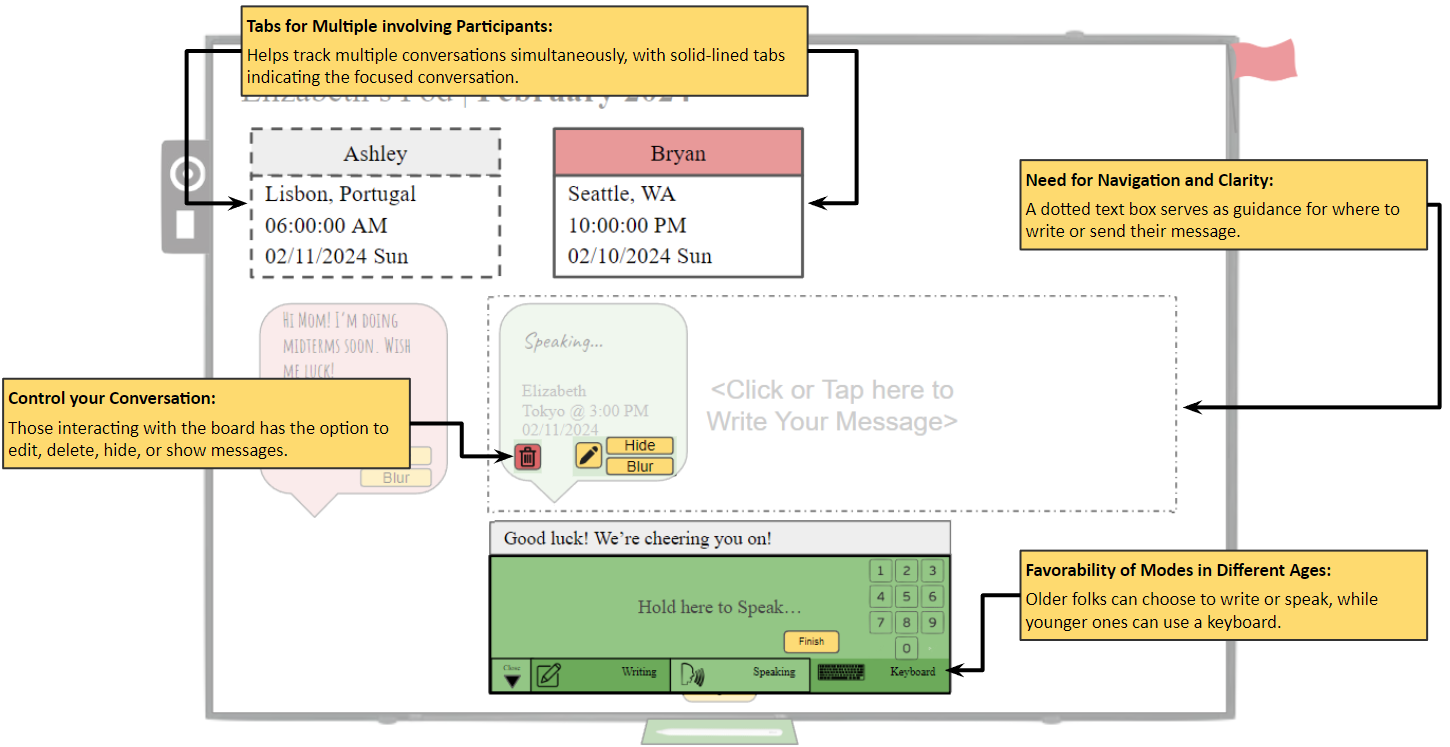 Tabs for Multiple involving Participants:
Helps track multiple conversations simultaneously, with solid-lined tabs
indicating the focused conversation.
Elizabeth's Pod | February 2024
Ashley
Lisbon, Portugal
06:00:00 AM
02/11/2024 Sun
Bryan
Seattle, WA
10:00:00 PM
02/10/2024 Sun
Need for Navigation and Clarity:
A dotted text box serves as guidance for where to
write or send their message.
Hi Mom! I'm doing
midterms soon. Wish
me luck!
Blur
Speaking...
Elizabeth
Tokyo @ 3:00 PM
02/11/2024
Hide
Blur
<Click or Tap here to
Write Your Message>
Control your Conversation:
Those interacting with the board has the option to
edit, delete, hide, or show messages.
Good luck! We're cheering you on!
Hold here to Speak...
1 2 3
4 5 6
7 8 9
0
Finish
Close
Writing
Speaking
Keyboard
Favorability of Modes in Different Ages:
Older folks can choose to write or speak, while
younger ones can use a keyboard.